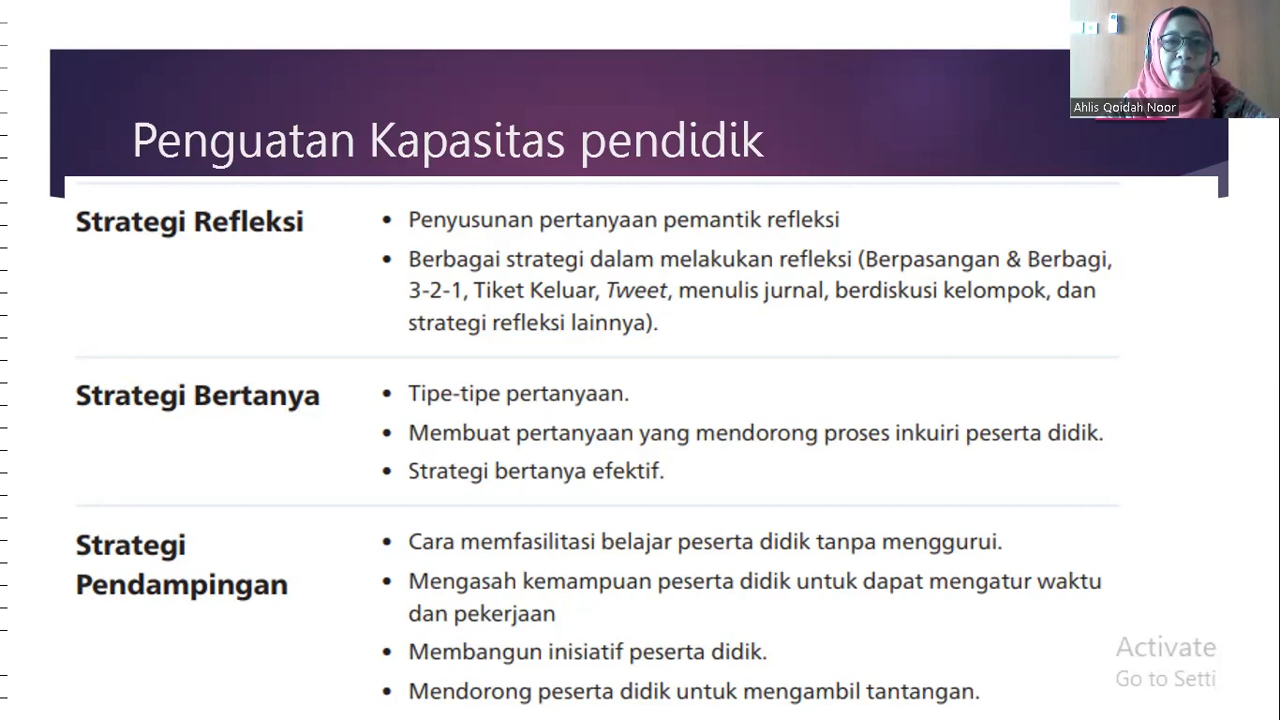 Ahlis Qoidah Noor
Penguatan Kapasitas pendidik
Strategi Refleksi
• Penyusunan pertanyaan pemantik refleksi
• Berbagai strategi dalam melakukan refleksi (Berpasangan & Berbagi,
3-2-1, Tiket Keluar, Tweet, menulis jurnal, berdiskusi kelompok, dan
strategi refleksi lainnya).
Strategi Bertanya
• Tipe-tipe pertanyaan.
• Membuat pertanyaan yang mendorong proses inkuiri peserta didik.
• Strategi bertanya efektif.
Strategi
Pendampingan
• Cara memfasilitasi belajar peserta didik tanpa menggurui.
• Mengasah kemampuan peserta didik untuk dapat mengatur waktu
dan pekerjaan
• Membangun inisiatif peserta didik.
• Mendorong peserta didik untuk mengambil tantangan.
Activate
Go to Setti